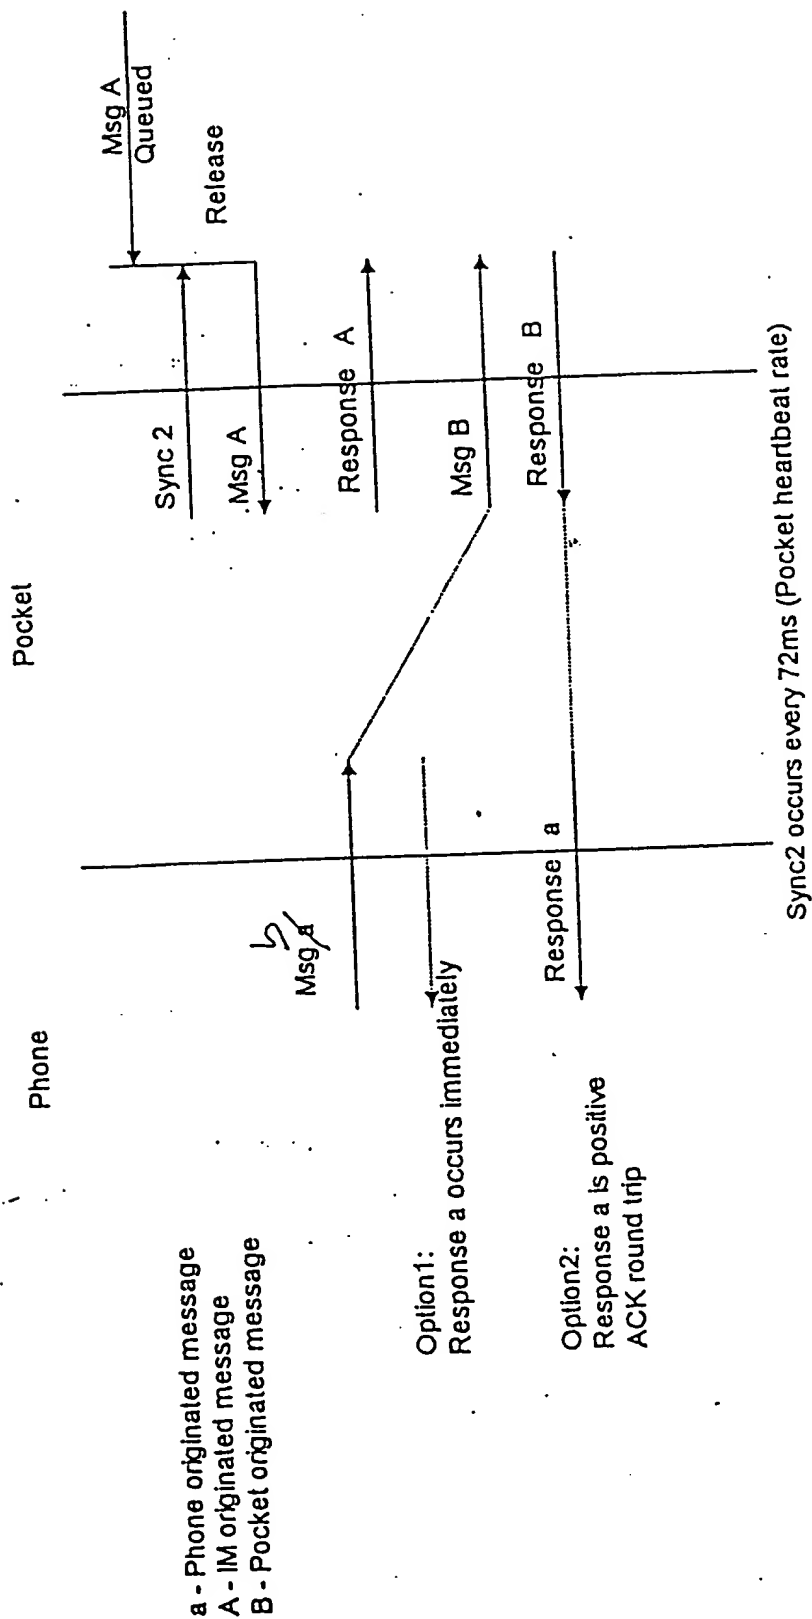 Phone
Pocket
a - Phone originated message
A - IM originated message
B - Pocket originated message
Msg A
Queued
Sync 2
Release
Msg A
Response A
b
Msg a
Option1:
Response a occurs immediately
Msg B
Response B
Option2:
Response a is positive
ACK round trip
Response a
Sync2 occurs every 72ms (Pocket heartbeat rate)